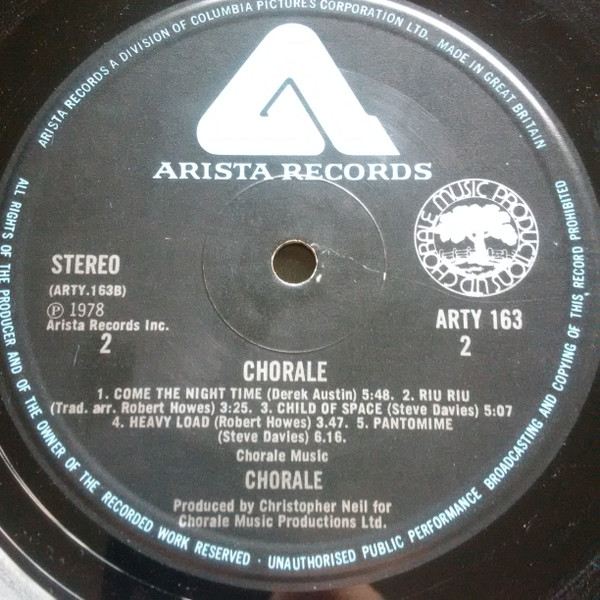 ARISTA RECORDS A DIVISION OF COLUMBIA PICTURES CORPORATION LTD. MADE IN GREAT BRITAIN
ARISTA RECORDS
CHORALE MUSIC PRODUCTIONS LTD
STEREO
(ARTY.163B)
Ⓟ 1978
Arista Records Inc.
2
ARTY 163
2
CHORALE
1. COME THE NIGHT TIME (Derek Austin) 5:48. 2. RIU RIU
(Trad. arr. Robert Howes) 3:25. 3. CHILD OF SPACE (Steve Davies) 5:07
4. HEAVY LOAD (Robert Howes) 3.47. 5. PANTOMIME
(Steve Davies) 6.16.
Chorale Music
CHORALE
Produced by Christopher Neil for
Chorale Music Productions Ltd.
ALL RIGHTS OF THE PRODUCER AND OF THE OWNER OF THE RECORDED WORK RESERVED · UNAUTHORISED PUBLIC PERFORMANCE BROADCASTING AND COPYING OF THIS RECORD PROHIBITED